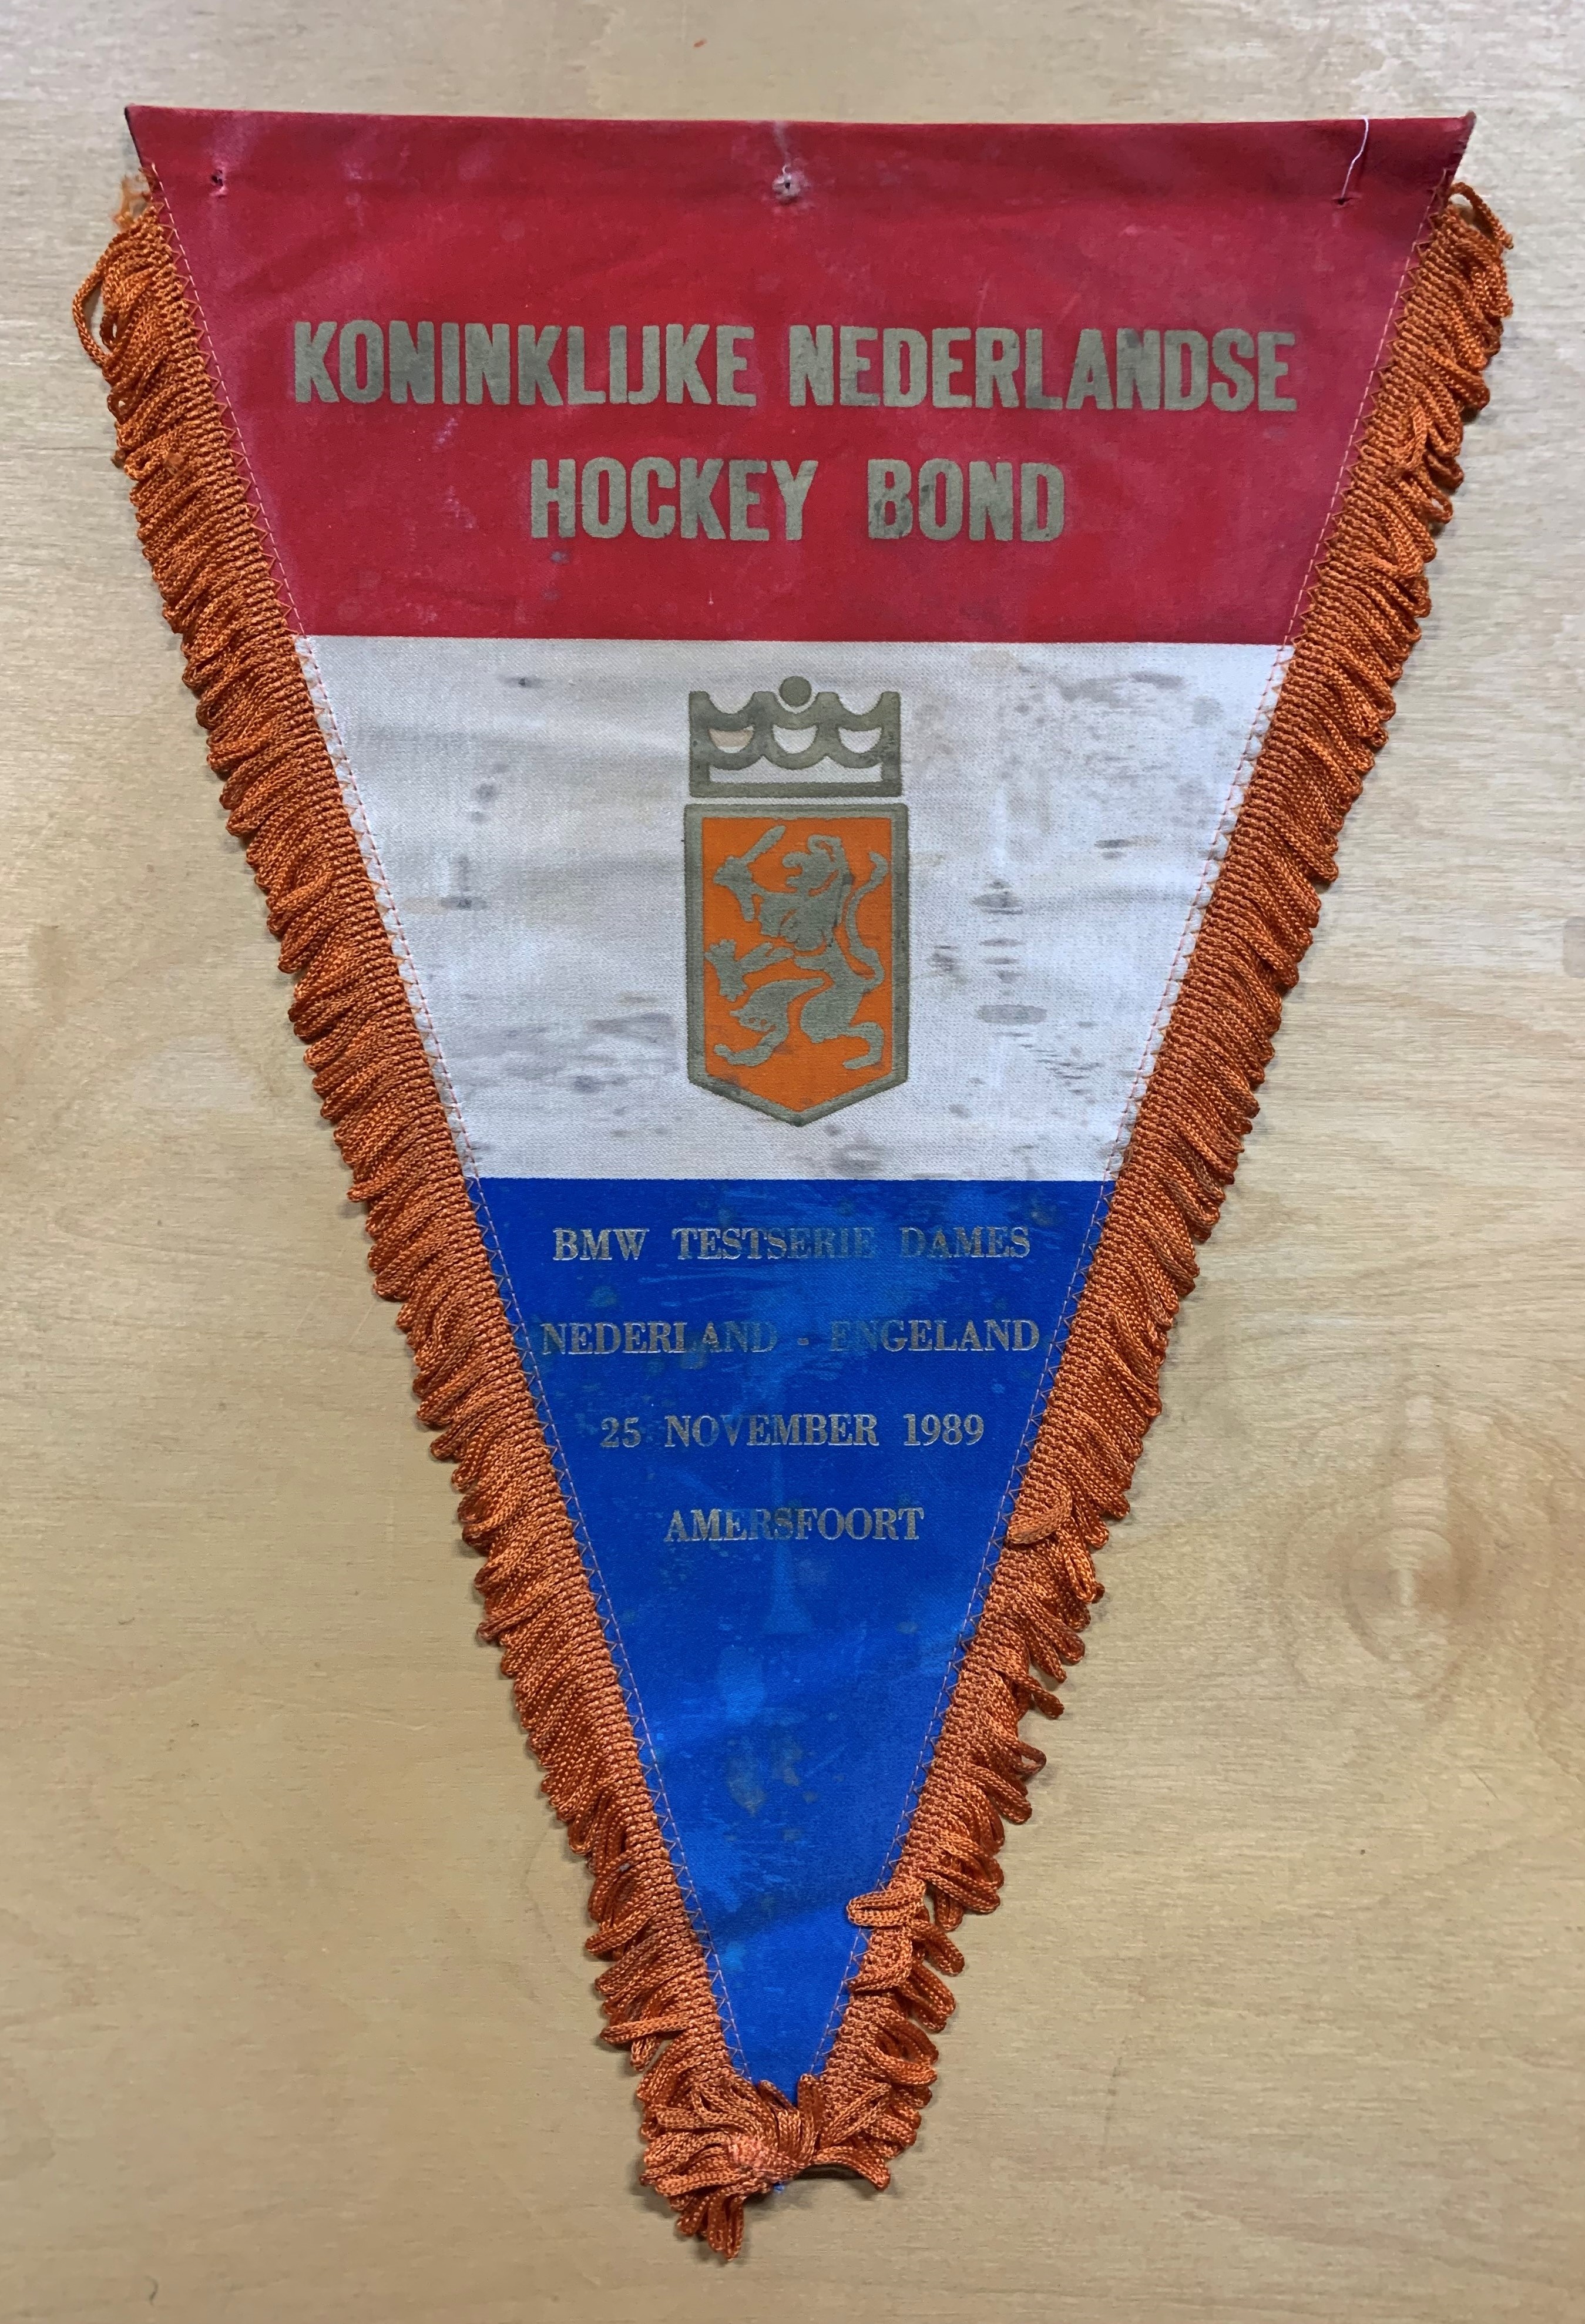 KONINKLIJKE NEDERLANDSE
HOCKEY BOND
BMW TESTSERIE DAMES
NEDERLAND - ENGELAND
25 NOVEMBER 1989
AMERSFOORT